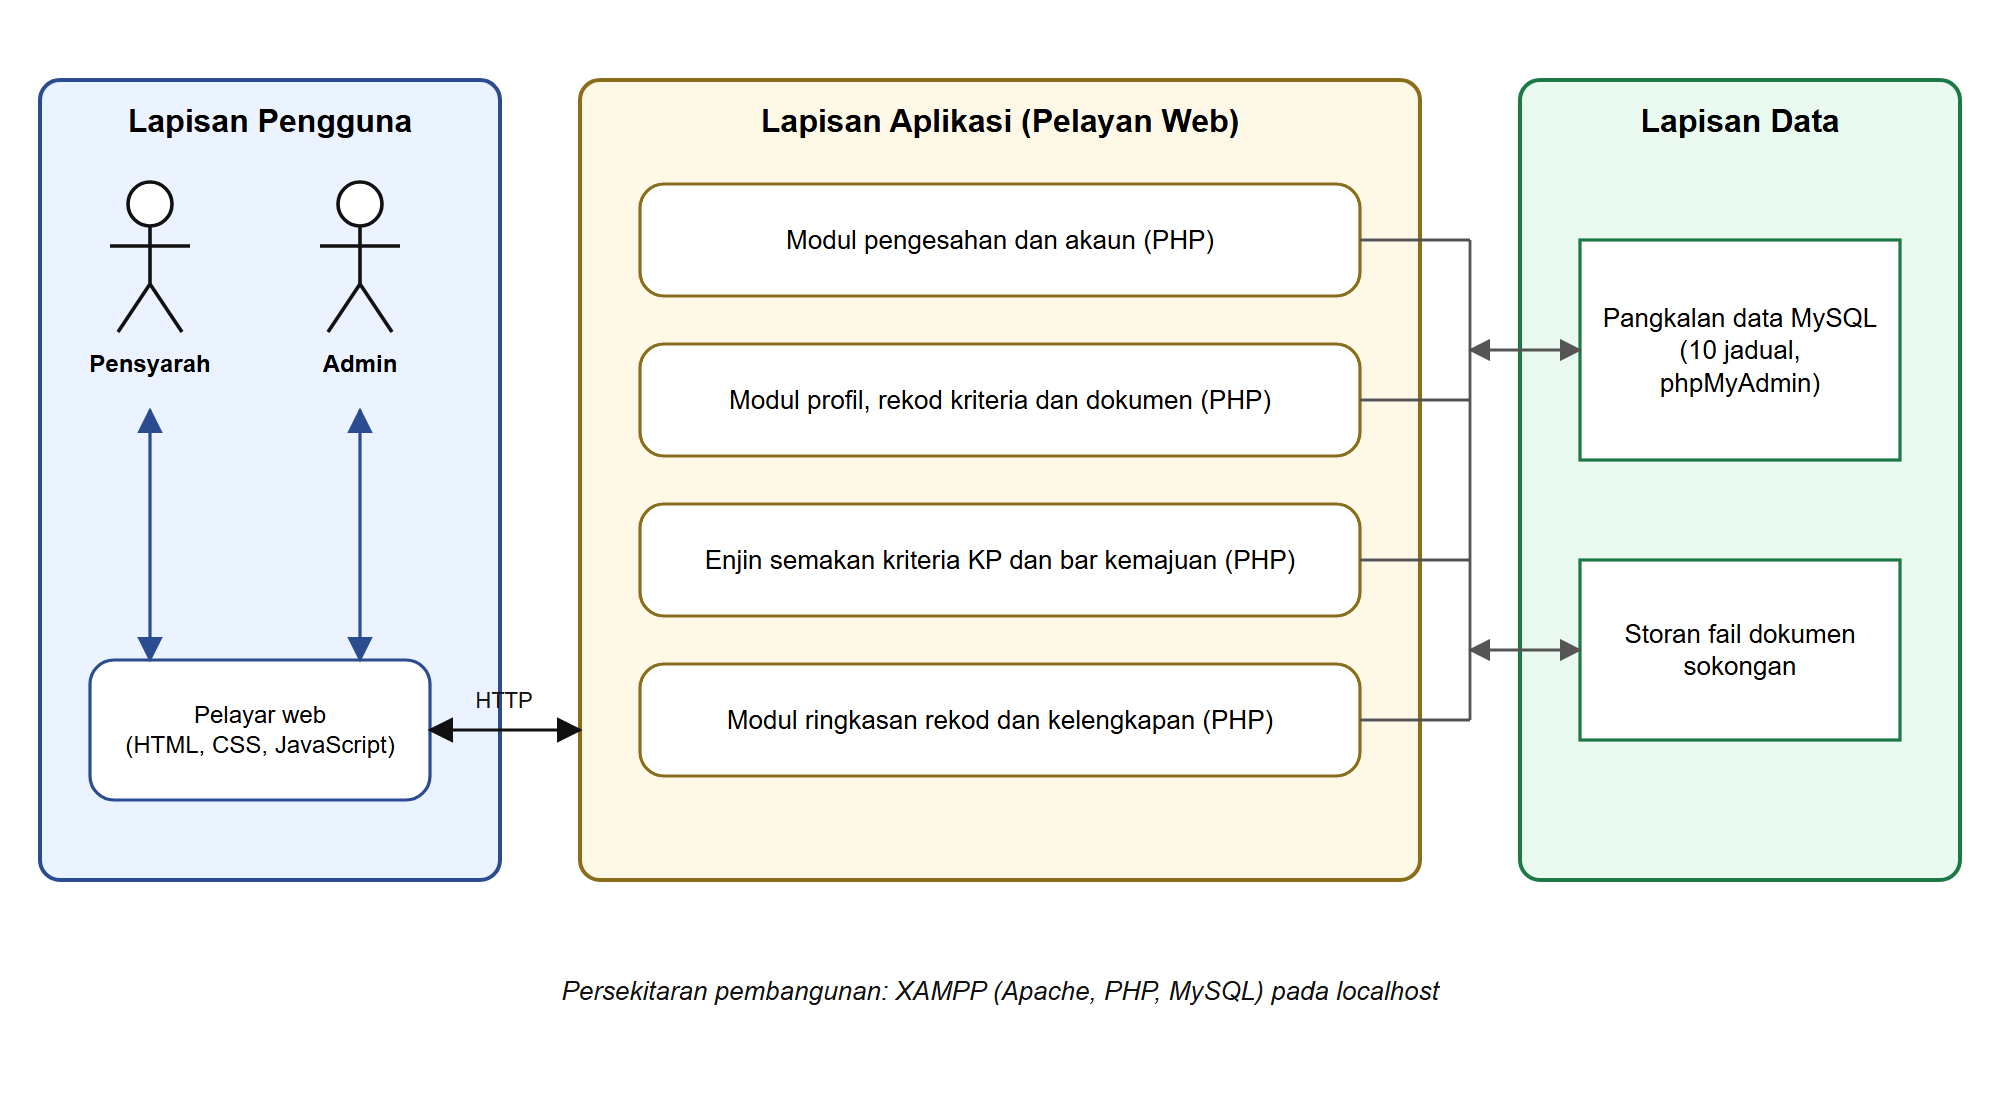 Lapisan Pengguna
Pensyarah
Admin
Pelayar web
(HTML, CSS, JavaScript)
HTTP
Lapisan Aplikasi (Pelayan Web)
Modul pengesahan dan akaun (PHP)
Modul profil, rekod kriteria dan dokumen (PHP)
Enjin semakan kriteria KP dan bar kemajuan (PHP)
Modul ringkasan rekod dan kelengkapan (PHP)
Lapisan Data
Pangkalan data MySQL
(10 jadual,
phpMyAdmin)
Storan fail dokumen
sokongan
Persekitaran pembangunan: XAMPP (Apache, PHP, MySQL) pada localhost